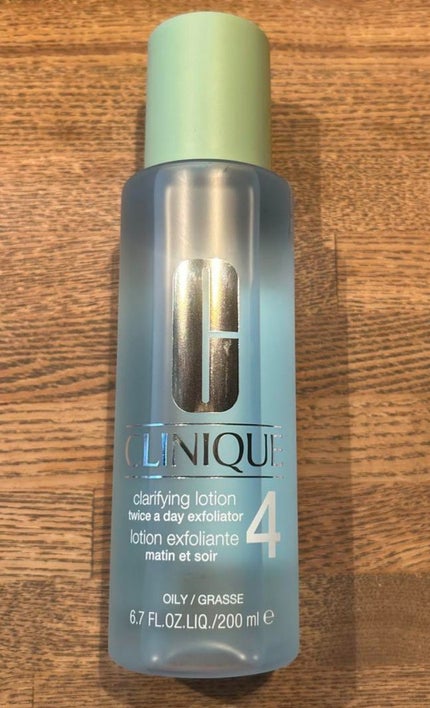 C
CLINIQUE
clarifying lotion
twice a day exfoliator
lotion exfoliante
matin et soir
4
OILY / GRASSE
6.7 FL.OZ.LIQ./200 ml ℮